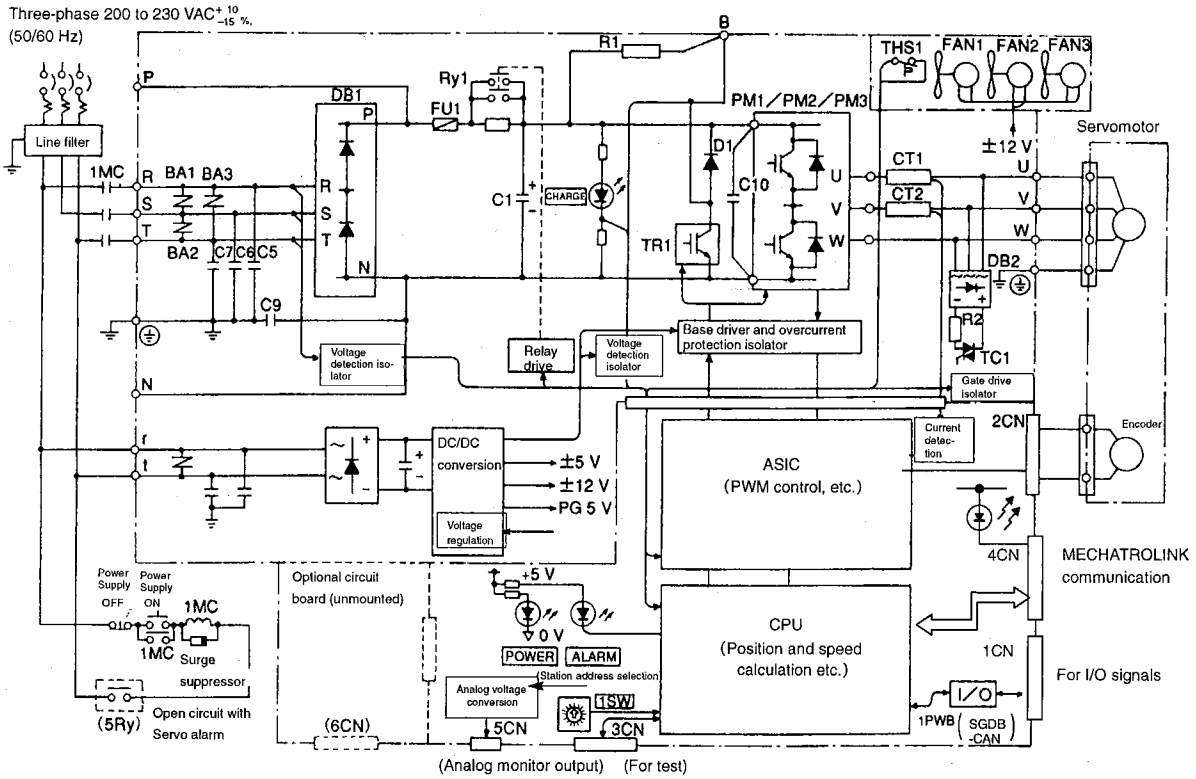 Three-phase 200 to 230 VAC +10 -15 %,
(50/60 Hz)
B
R1
THS1
FAN1
FAN2
FAN3
P
Ry1
DB1
P
FU1
PM1/PM2/PM3
Line filter
±12 V
Servomotor
D1
U
CT1
U
1MC
R
BA1
BA3
R
C1
+
-
CHARGE
C10
S
S
V
CT2
V
T
BA2
C7
C6
C5
T
TR1
W
W
N
DB2
-
+
C9
R2
TC1
Base driver and overcurrent
protection isolator
Voltage
detection iso-
lator
Relay
drive
Voltage
detection
isolator
Gate drive
isolator
N
2CN
Encoder
Current
detec-
tion
r
t
+
-
+
-
DC/DC
conversion
±5 V
±12 V
PG 5 V
Voltage
regulation
ASIC
(PWM control, etc.)
4CN
MECHATROLINK
communication
Power
Supply
OFF
Power
Supply
ON
1MC
1MC
Surge
suppressor
Optional circuit
board (unmounted)
+5 V
0 V
POWER
ALARM
CPU
(Position and speed
calculation etc.)
1CN
For I/O signals
(Station address selection)
Analog voltage
conversion
1SW
I/O
1PWB
(SGDB
-CAN)
(5Ry)
Open circuit with
Servo alarm
(6CN)
5CN
3CN
(Analog monitor output)
(For test)